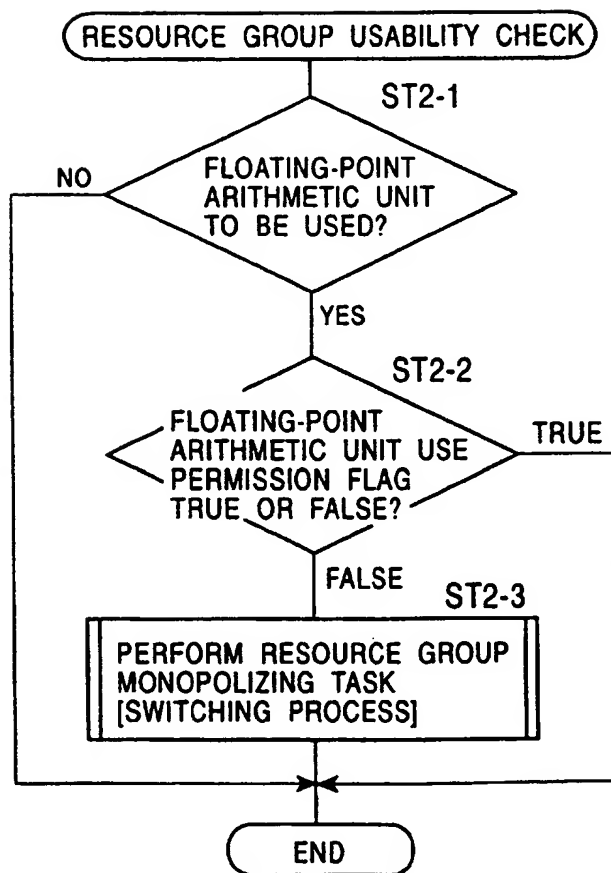 RESOURCE GROUP USABILITY CHECK
ST2-1
FLOATING-POINT
ARITHMETIC UNIT
TO BE USED?
NO
YES
ST2-2
FLOATING-POINT
ARITHMETIC UNIT USE
PERMISSION FLAG
TRUE OR FALSE?
TRUE
FALSE
ST2-3
PERFORM RESOURCE GROUP
MONOPOLIZING TASK
[SWITCHING PROCESS]
END